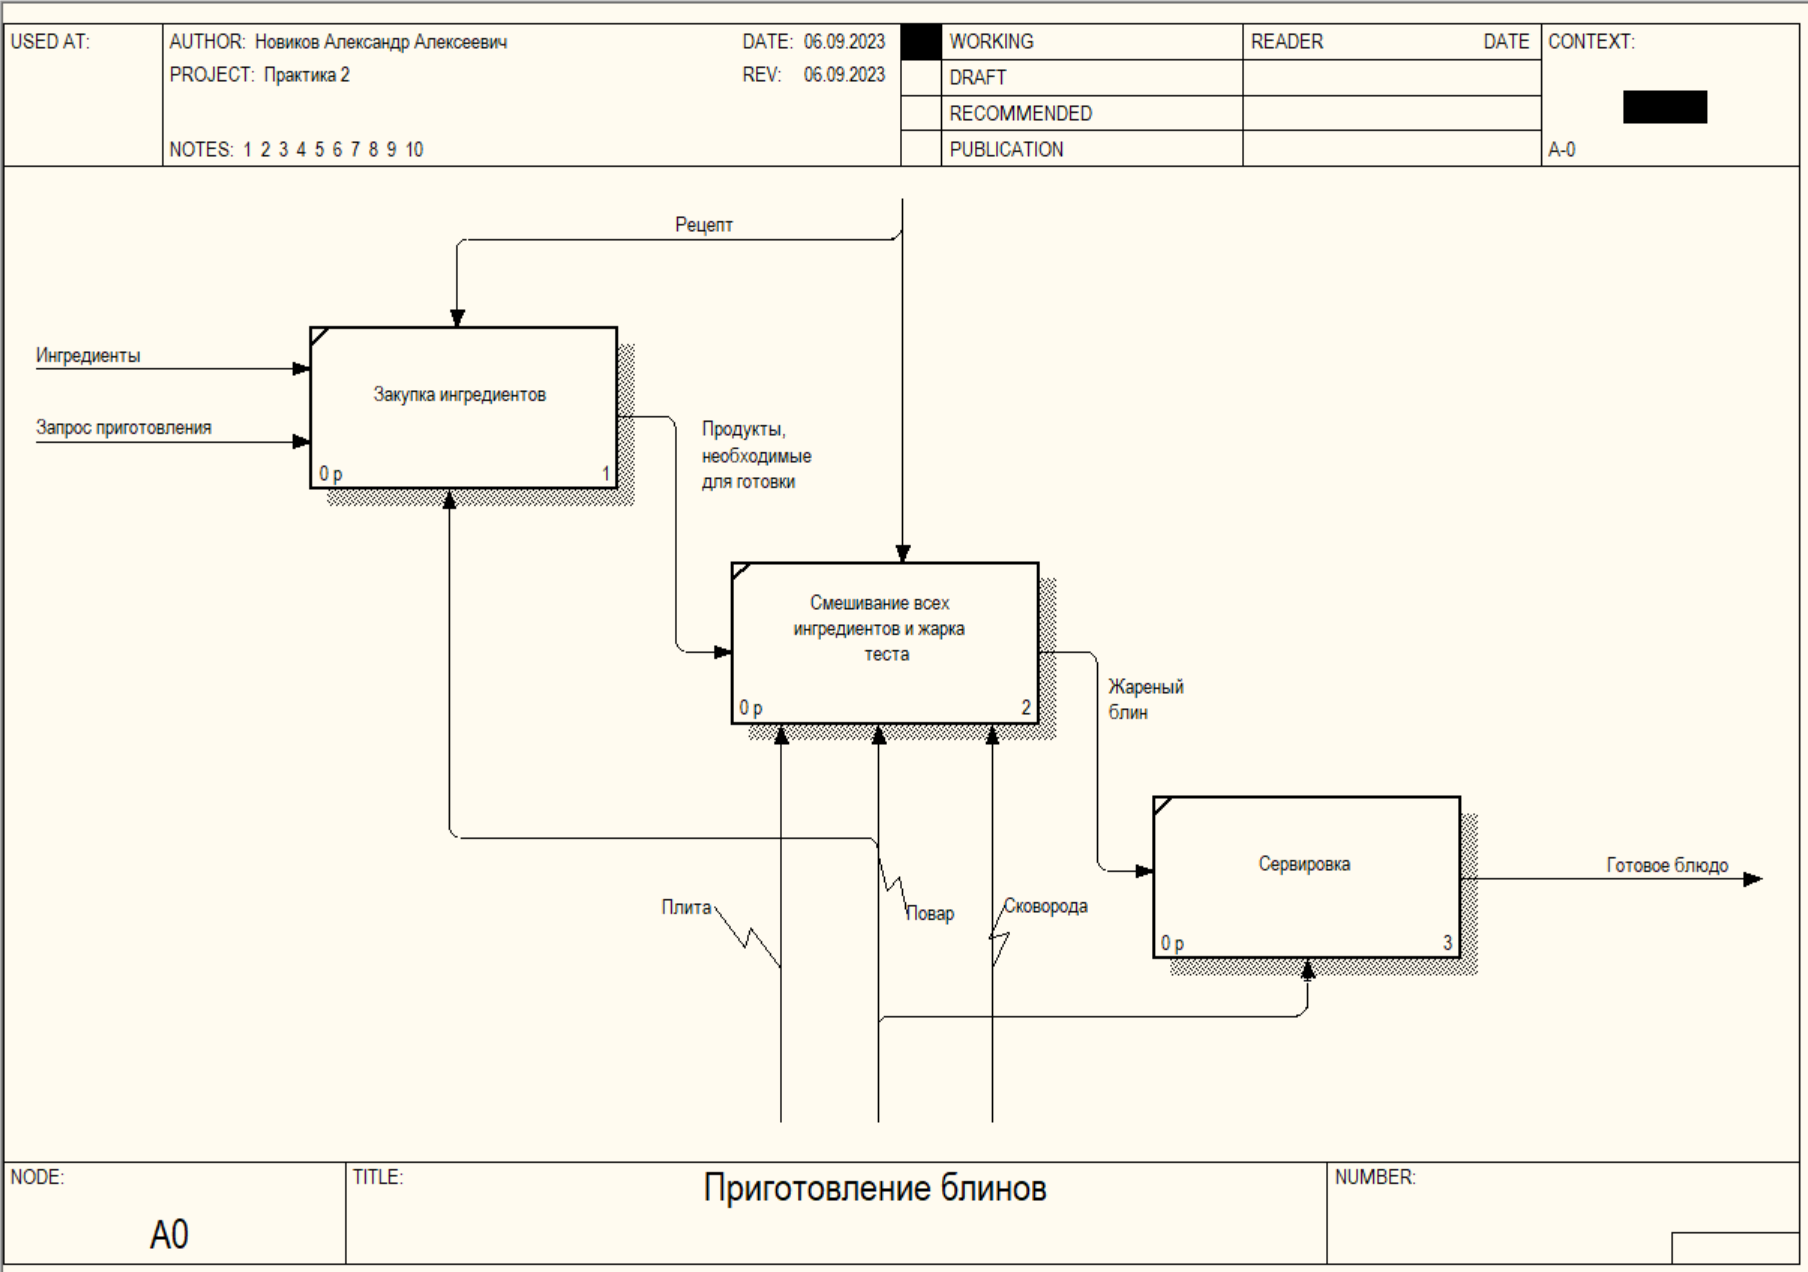 USED AT:
AUTHOR: Новиков Александр Алексеевич
DATE: 06.09.2023
PROJECT: Практика 2
REV: 06.09.2023
NOTES: 1 2 3 4 5 6 7 8 9 10
WORKING
DRAFT
RECOMMENDED
PUBLICATION
READER DATE
CONTEXT:
A-0
Рецепт
Ингредиенты
Запрос приготовления
Закупка ингредиентов
0 р 1
Продукты,
необходимые
для готовки
Смешивание всех
ингредиентов и жарка
теста
0 р 2
Жареный
блин
Сервировка
0 р 3
Готовое блюдо
Плита
Повар
Сковорода
NODE:
A0
TITLE:
Приготовление блинов
NUMBER: